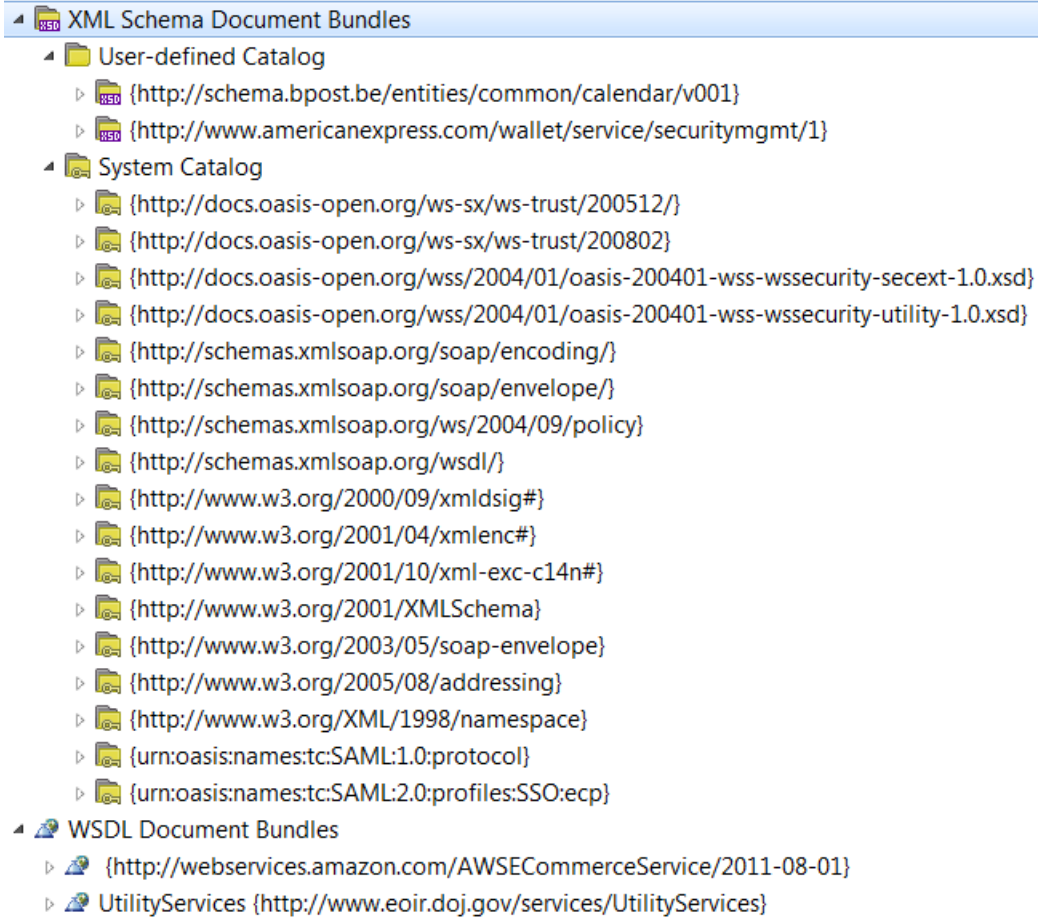 XML Schema Document Bundles
User-defined Catalog
{http://schema.bpost.be/entities/common/calendar/v001}
{http://www.americanexpress.com/wallet/service/securitymgmt/1}
System Catalog
{http://docs.oasis-open.org/ws-sx/ws-trust/200512/}
{http://docs.oasis-open.org/ws-sx/ws-trust/200802}
{http://docs.oasis-open.org/wss/2004/01/oasis-200401-wss-wssecurity-secext-1.0.xsd}
{http://docs.oasis-open.org/wss/2004/01/oasis-200401-wss-wssecurity-utility-1.0.xsd}
{http://schemas.xmlsoap.org/soap/encoding/}
{http://schemas.xmlsoap.org/soap/envelope/}
{http://schemas.xmlsoap.org/ws/2004/09/policy}
{http://schemas.xmlsoap.org/wsdl/}
{http://www.w3.org/2000/09/xmldsig#}
{http://www.w3.org/2001/04/xmlenc#}
{http://www.w3.org/2001/10/xml-exc-c14n#}
{http://www.w3.org/2001/XMLSchema}
{http://www.w3.org/2003/05/soap-envelope}
{http://www.w3.org/2005/08/addressing}
{http://www.w3.org/XML/1998/namespace}
{urn:oasis:names:tc:SAML:1.0:protocol}
{urn:oasis:names:tc:SAML:2.0:profiles:SSO:ecp}
WSDL Document Bundles
{http://webservices.amazon.com/AWSECommerceService/2011-08-01}
UtilityServices {http://www.eoir.doj.gov/services/UtilityServices}